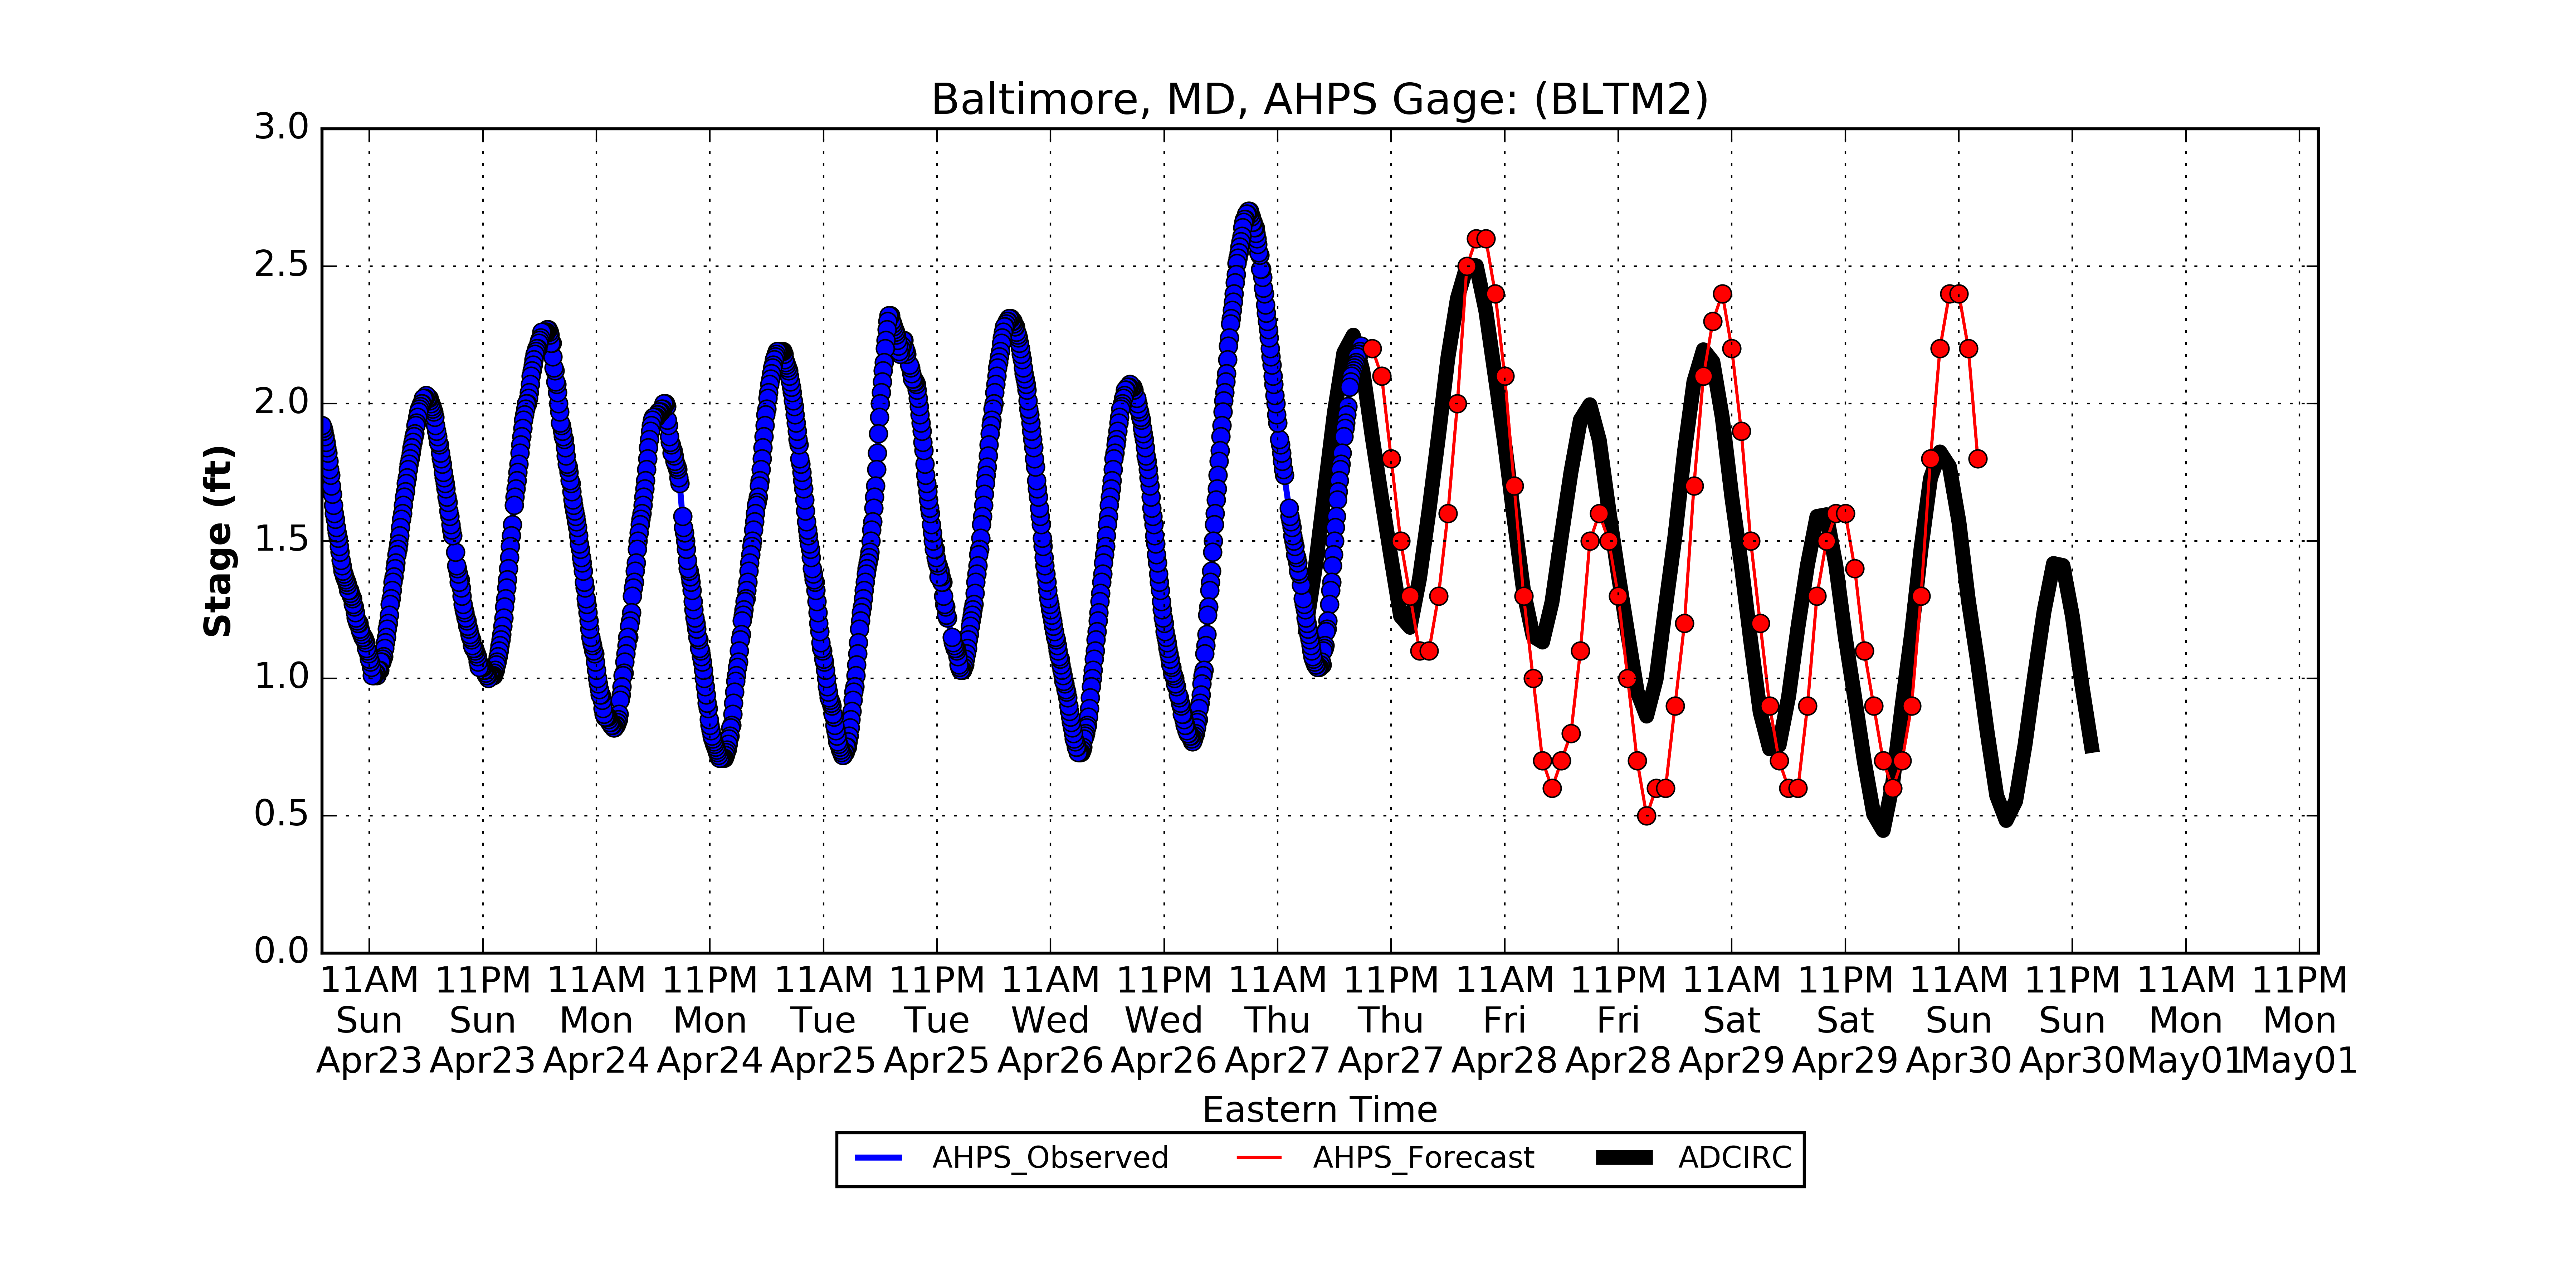 Baltimore, MD, AHPS Gage: (BLTM2)
3.0
2.5
2.0
1.5
1.0
0.5
0.0
Stage (ft)
11AM 11PM 11AM 11PM 11AM 11PM 11AM 11PM 11AM 11PM 11AM 11PM 11AM 11PM 11AM 11PM 11AM 11PM
Sun Sun Mon Mon Tue Tue Wed Wed Thu Thu Fri Fri Sat Sat Sun Sun Mon Mon
Apr23 Apr23 Apr24 Apr24 Apr25 Apr25 Apr26 Apr26 Apr27 Apr27 Apr28 Apr28 Apr29 Apr29 Apr30 Apr30 May01 May01
Eastern Time
AHPS_Observed AHPS_Forecast ADCIRC